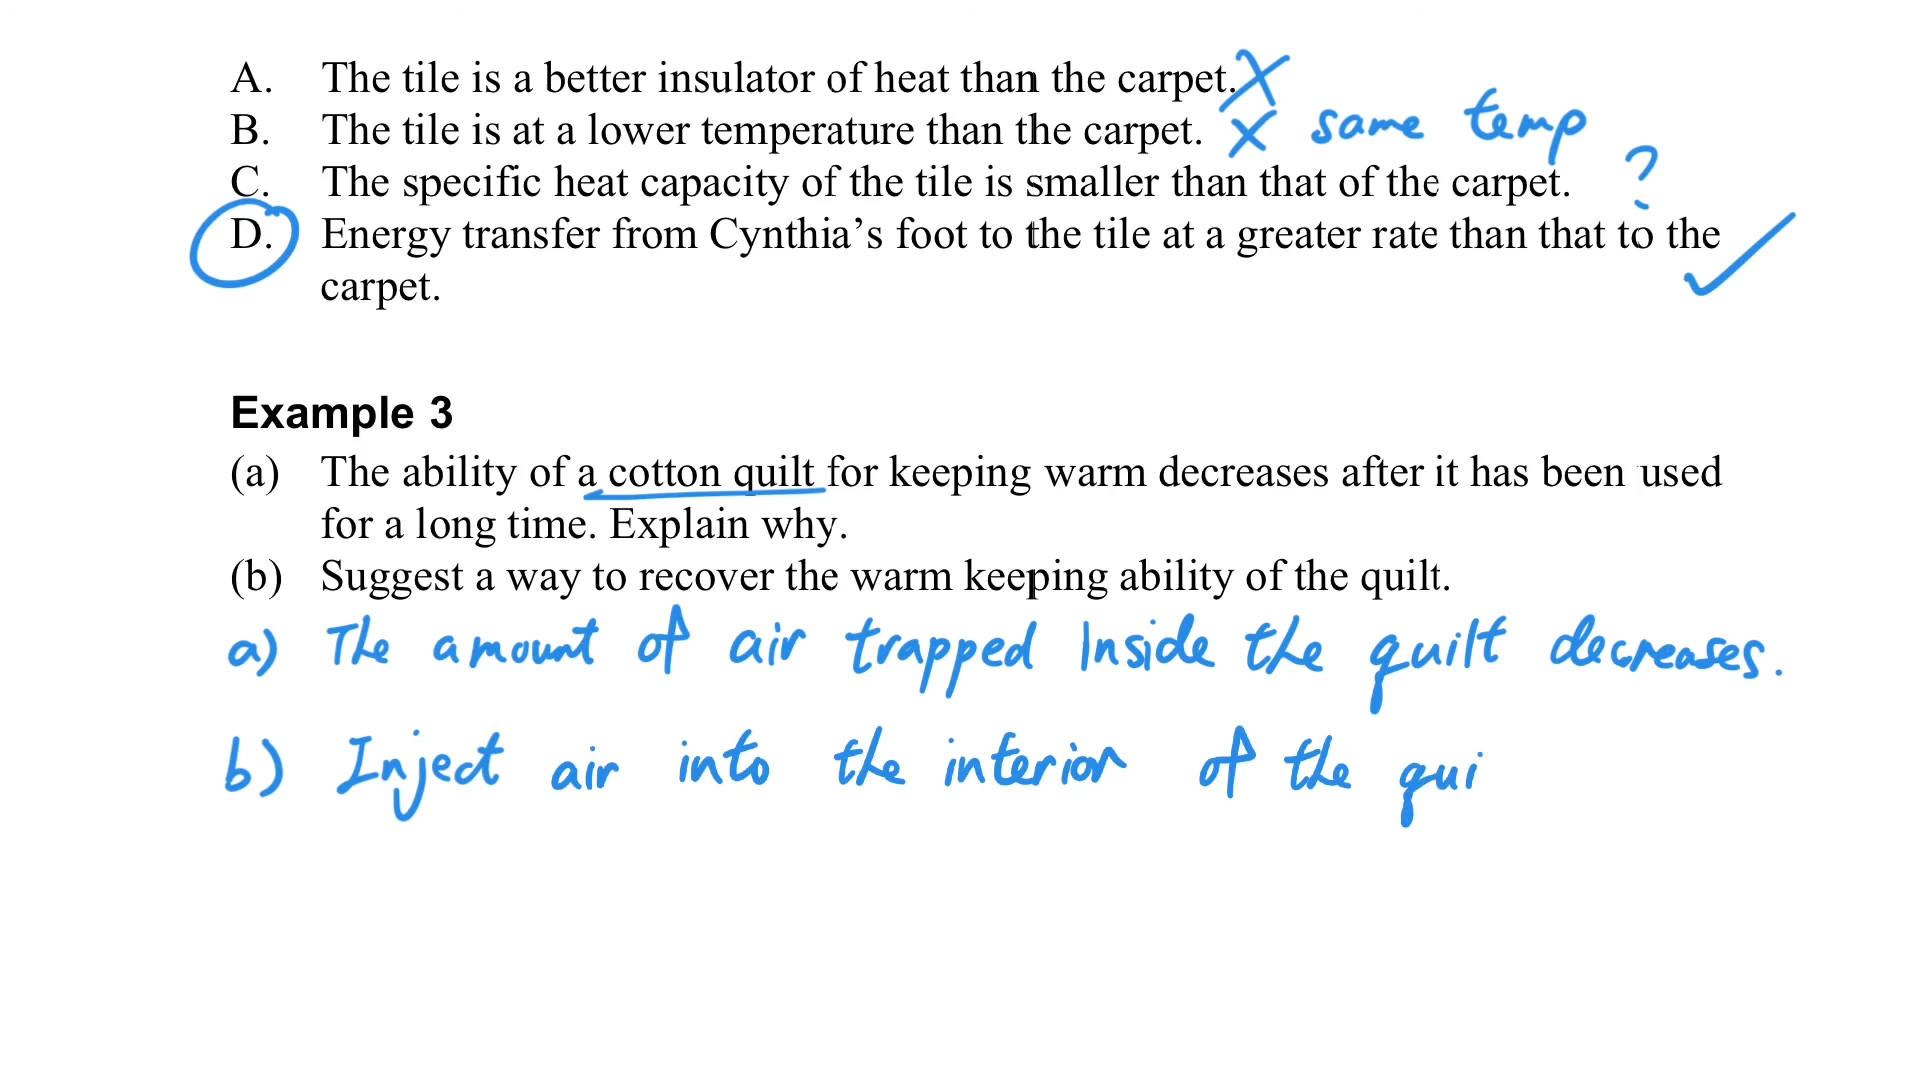 A. The tile is a better insulator of heat than the carpet. X
B. The tile is at a lower temperature than the carpet. X same temp
C. The specific heat capacity of the tile is smaller than that of the carpet. ?
D. Energy transfer from Cynthia’s foot to the tile at a greater rate than that to the
carpet. ✓
Example 3
(a) The ability of a cotton quilt for keeping warm decreases after it has been used
for a long time. Explain why.
(b) Suggest a way to recover the warm keeping ability of the quilt.
a) The amount of air trapped inside the quilt decreases.
b) Inject air into the interior of the qui